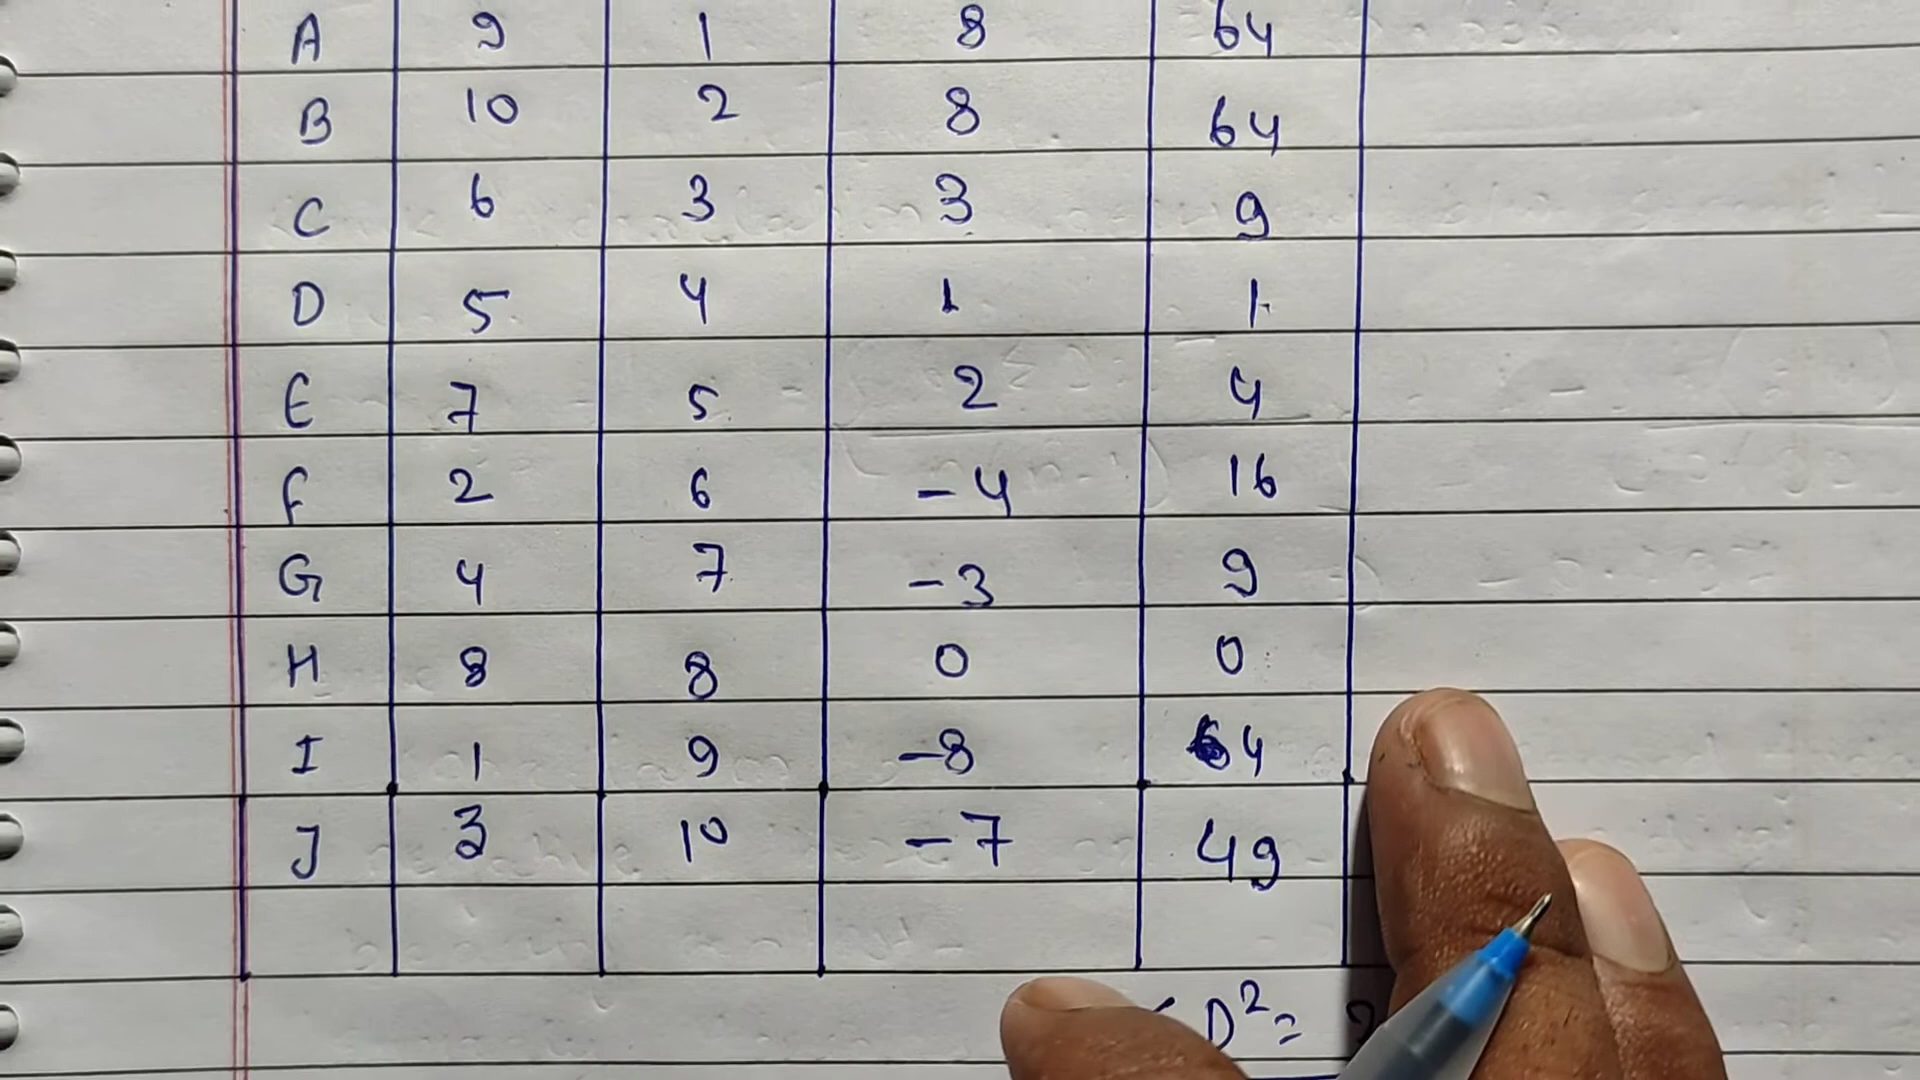 A 9 1 8 64
B 10 2 8 64
C 6 3 3 9
D 5 4 1 1
E 7 5 2 4
F 2 6 -4 16
G 4 7 -3 9
H 8 8 0 0
I 1 9 -8 64
J 3 10 -7 49
D²=